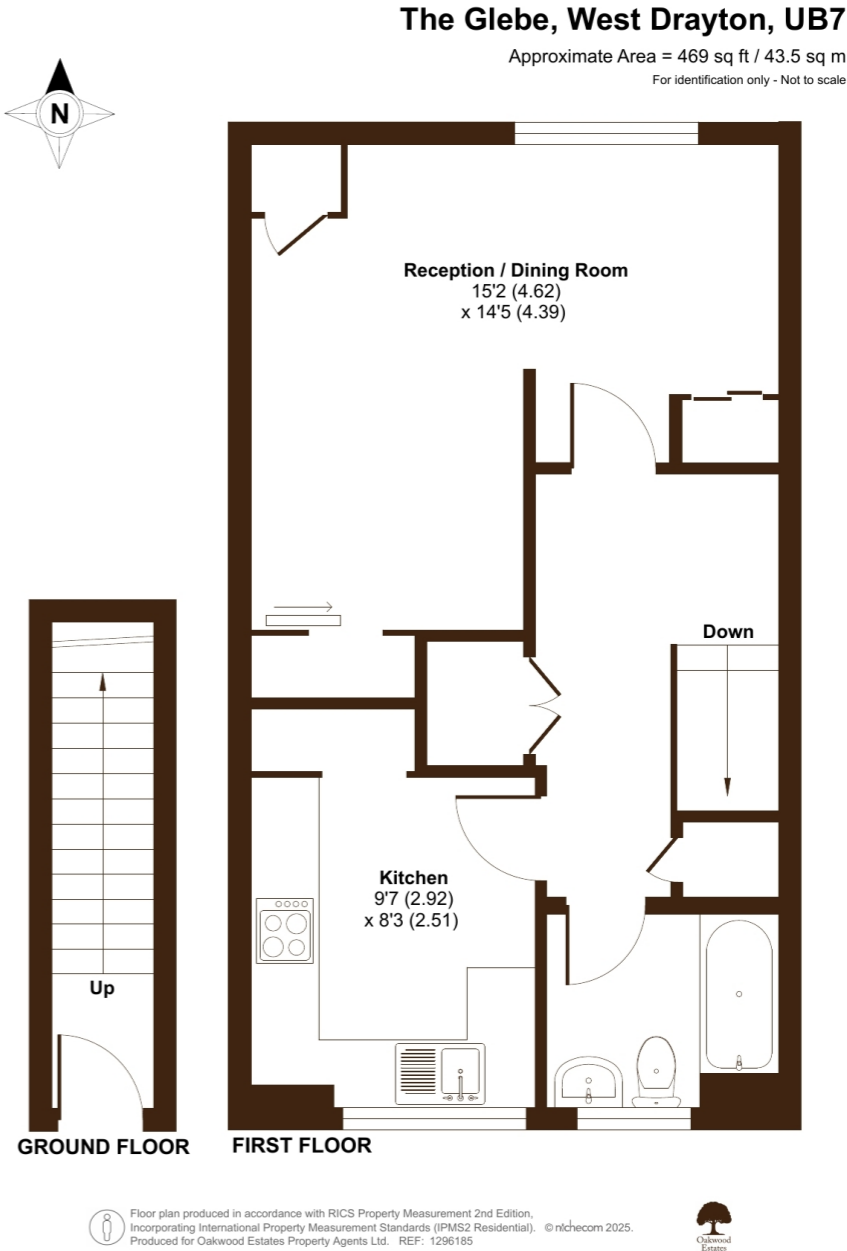 The Glebe, West Drayton, UB7
Approximate Area = 469 sq ft / 43.5 sq m
For identification only - Not to scale
N
Reception / Dining Room
15'2 (4.62)
x 14'5 (4.39)
Down
Kitchen
9'7 (2.92)
x 8'3 (2.51)
Up
GROUND FLOOR
FIRST FLOOR
Floor plan produced in accordance with RICS Property Measurement 2nd Edition,
Incorporating International Property Measurement Standards (IPMS2 Residential). © nichecom 2025.
Produced for Oakwood Estates Property Agents Ltd. REF: 1296185
Oakwood
Estates